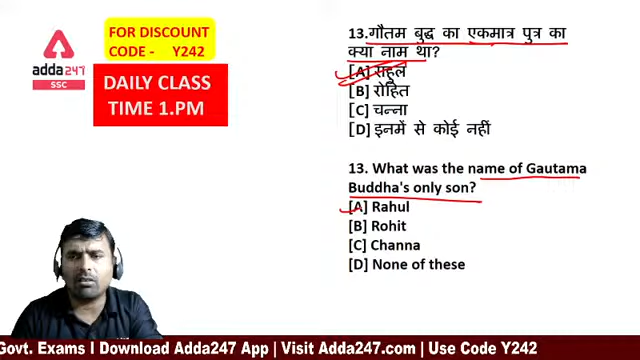 FOR DISCOUNT
CODE - Y242
adda247
SSC
DAILY CLASS
TIME 1.PM
13.गौतम बुद्ध का एकमात्र पुत्र का
क्या नाम था?
[A] राहुल
[B] रोहित
[C] चन्ना
[D] इनमें से कोई नहीं
13. What was the name of Gautama
Buddha's only son?
[A] Rahul
[B] Rohit
[C] Channa
[D] None of these
Govt. Exams I Download Adda247 App | Visit Adda247.com | Use Code Y242